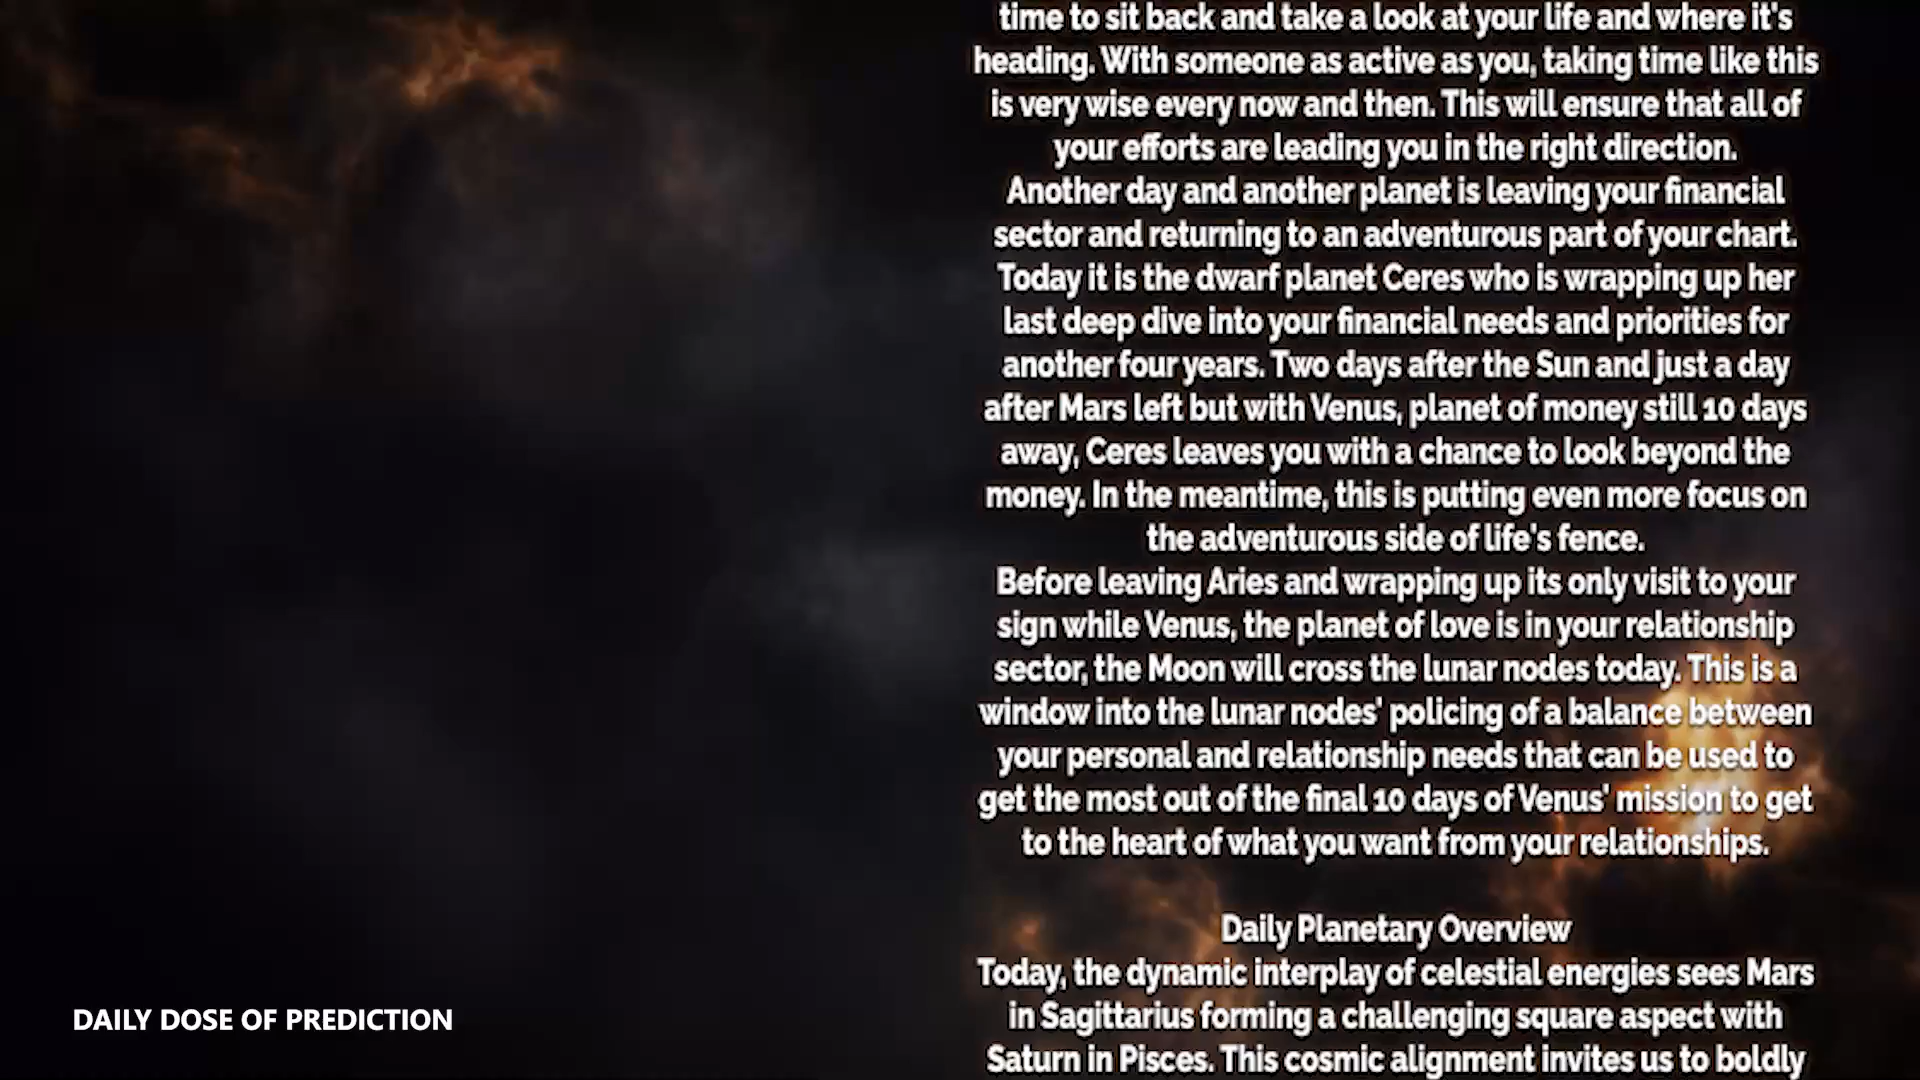 time to sit back and take a look at your life and where it's
heading. With someone as active as you, taking time like this
is very wise every now and then. This will ensure that all of
your efforts are leading you in the right direction.
Another day and another planet is leaving your financial
sector and returning to an adventurous part of your chart.
Today it is the dwarf planet Ceres who is wrapping up her
last deep dive into your financial needs and priorities for
another four years. Two days after the Sun and just a day
after Mars left but with Venus, planet of money still 10 days
away, Ceres leaves you with a chance to look beyond the
money. In the meantime, this is putting even more focus on
the adventurous side of life's fence.
Before leaving Aries and wrapping up its only visit to your
sign while Venus, the planet of love is in your relationship
sector, the Moon will cross the lunar nodes today. This is a
window into the lunar nodes' policing of a balance between
your personal and relationship needs that can be used to
get the most out of the final 10 days of Venus' mission to get
to the heart of what you want from your relationships.
Daily Planetary Overview
Today, the dynamic interplay of celestial energies sees Mars
in Sagittarius forming a challenging square aspect with
Saturn in Pisces. This cosmic alignment invites us to boldly
DAILY DOSE OF PREDICTION